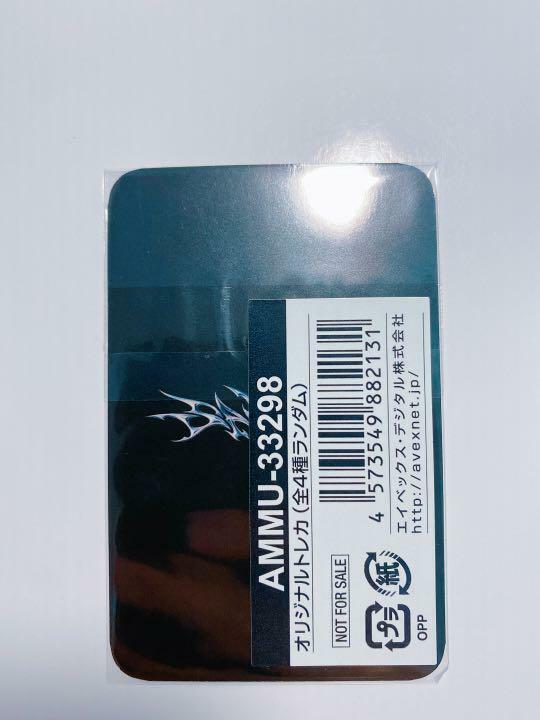 AMMU-33298
オリジナルトレカ(全4種ランダム)
4 573549 882131
エイベックス・デジタル株式会社
http://avexnet.jp/
NOT FOR SALE
プラ
紙
OPP